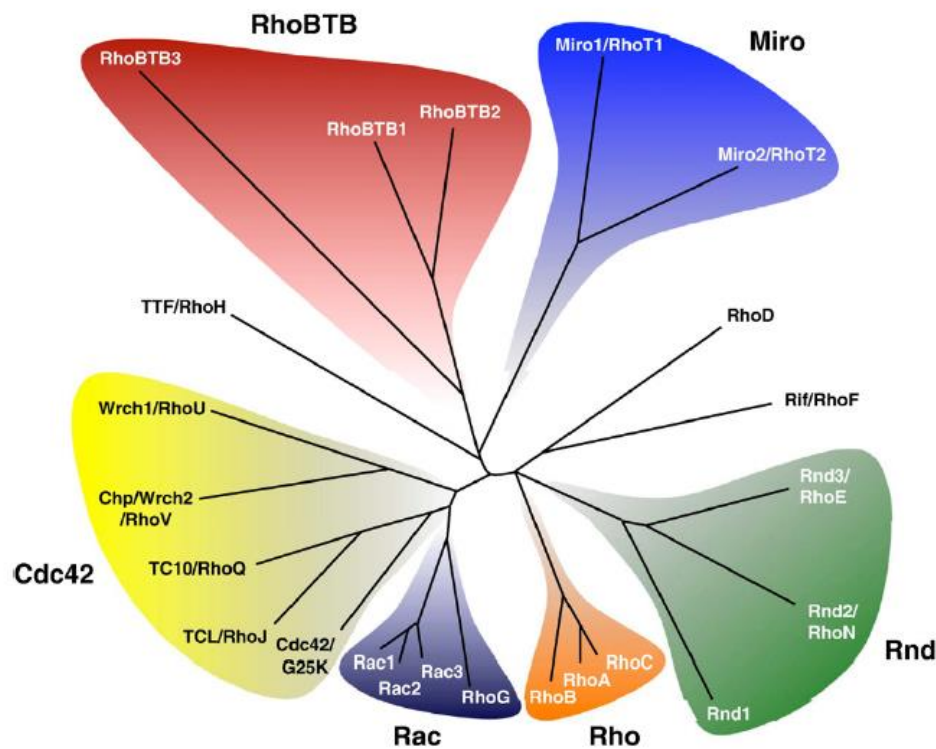 RhoBTB
Miro
RhoBTB3
Miro1/RhoT1
RhoBTB1
RhoBTB2
Miro2/RhoT2
TTF/RhoH
RhoD
Wrch1/RhoU
Rif/RhoF
Chp/Wrch2
/RhoV
Rnd3/
RhoE
Cdc42
TC10/RhoQ
TCL/RhoJ
Cdc42/
G25K
Rnd2/
RhoN
Rnd
Rac1
Rac2
Rac3
RhoG
RhoB
RhoA
RhoC
Rnd1
Rac
Rho